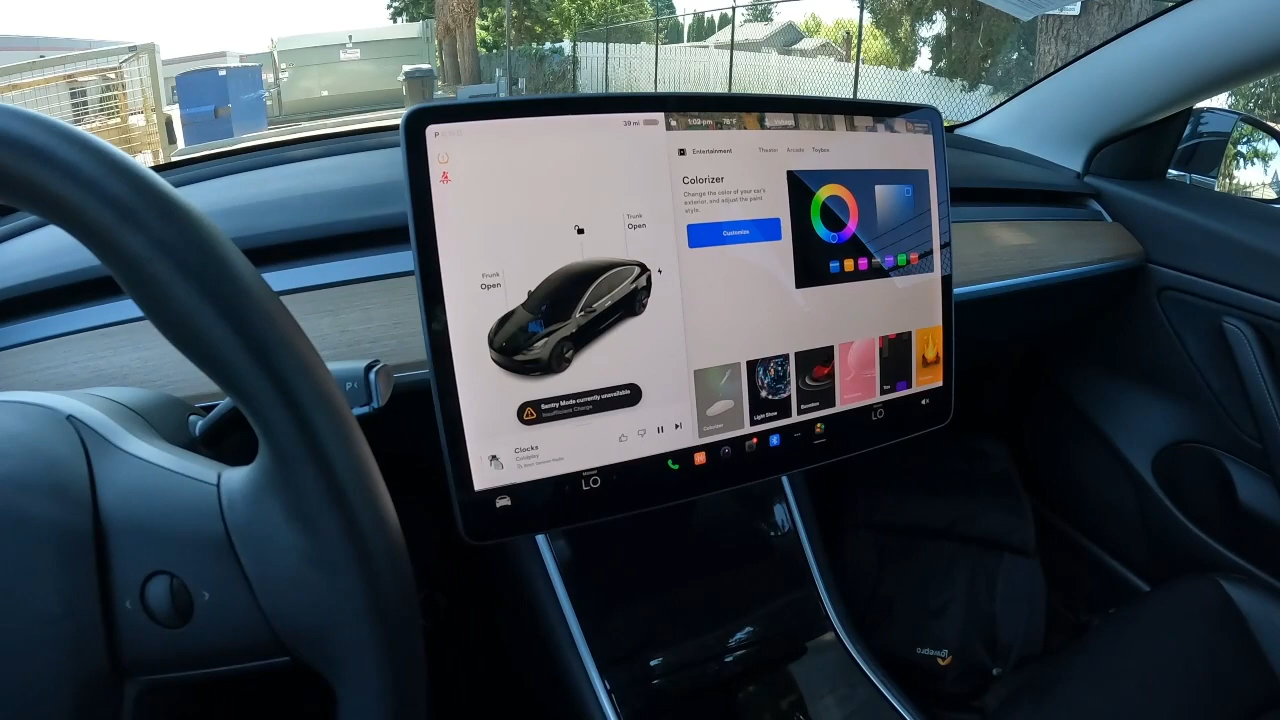 P
39 mi
1:02 pm
78°F
Entertainment
Theater
Arcade
Toybox
Colorizer
Change the color of your car's
exterior, and adjust the paint
style.
Customize
Trunk
Open
Frunk
Open
Sentry Mode currently unavailable
Insufficient Charge
Colorizer
Light Show
Boombox
Clocks
Coldplay
Manual
LO
LO
P
Lowepro